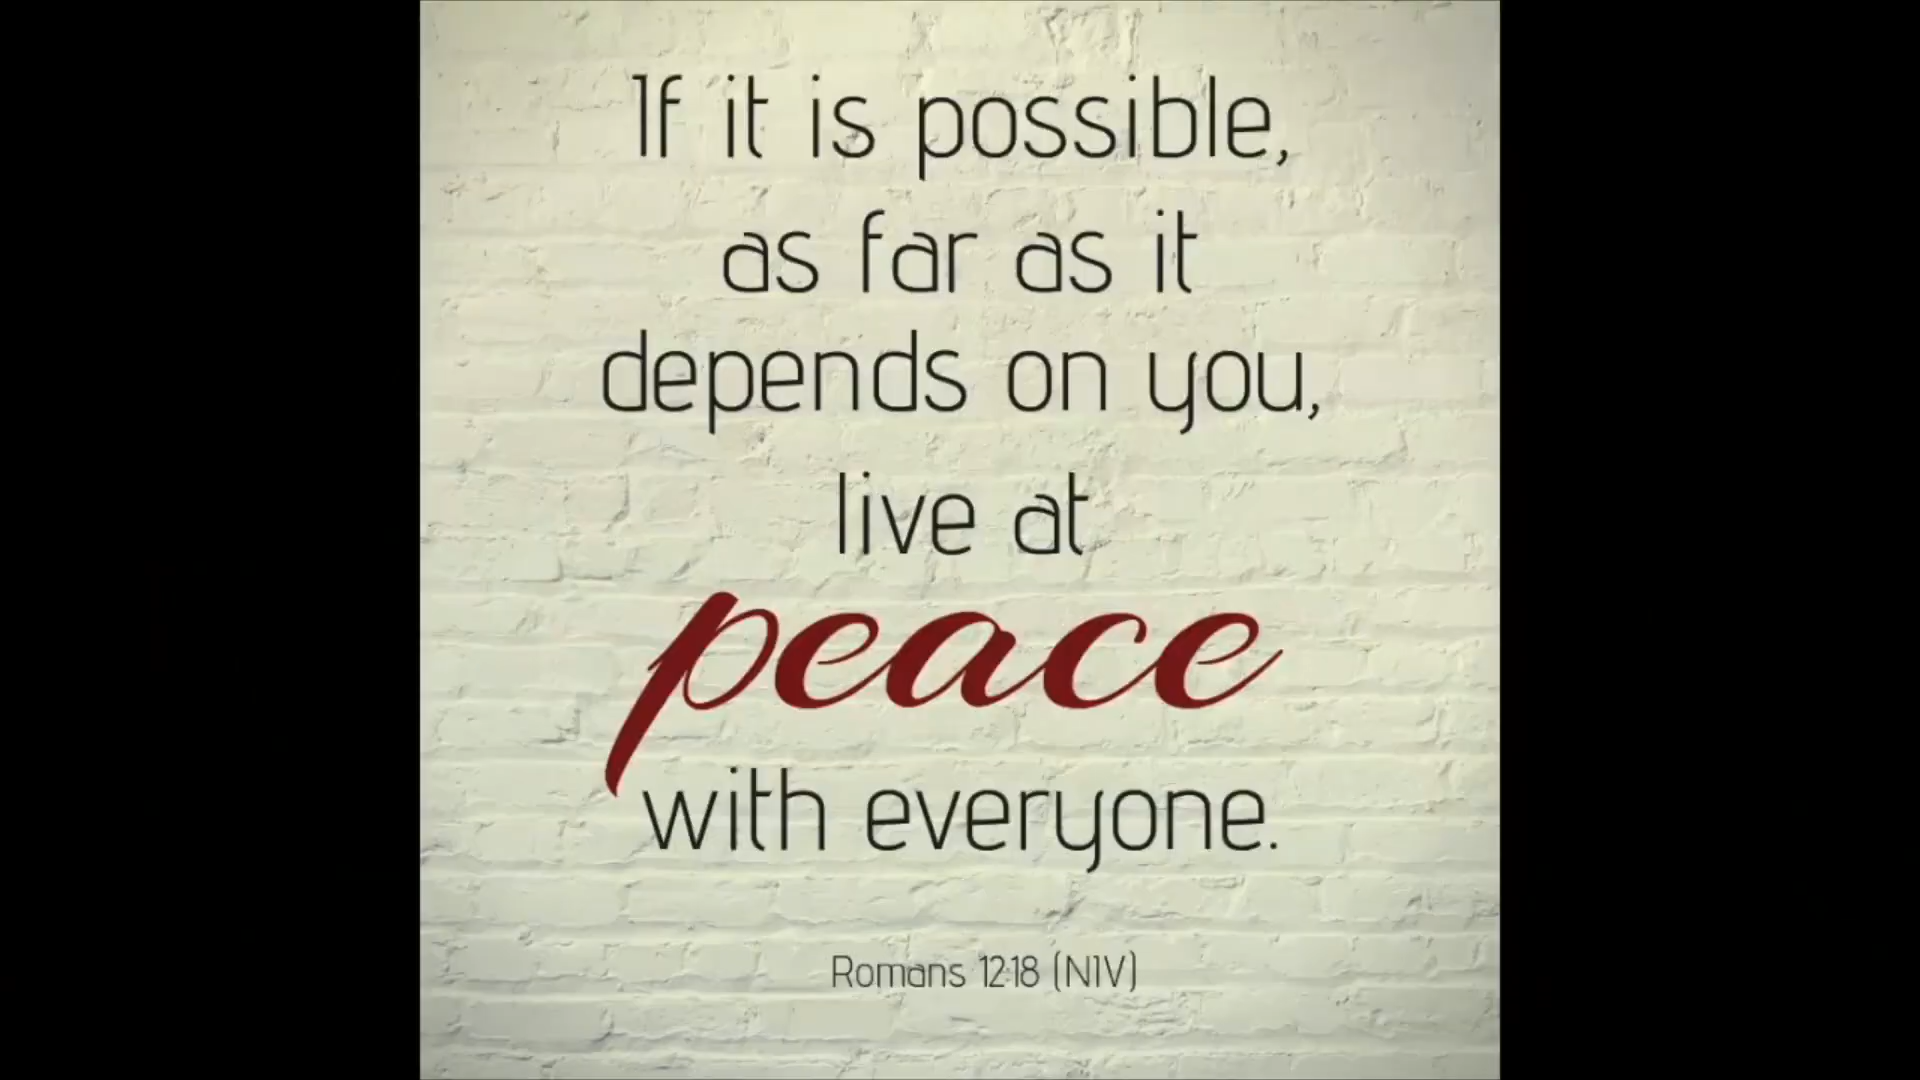 If it is possible,
as far as it
depends on you,
live at
peace
with everyone.
Romans 12:18 (NIV)